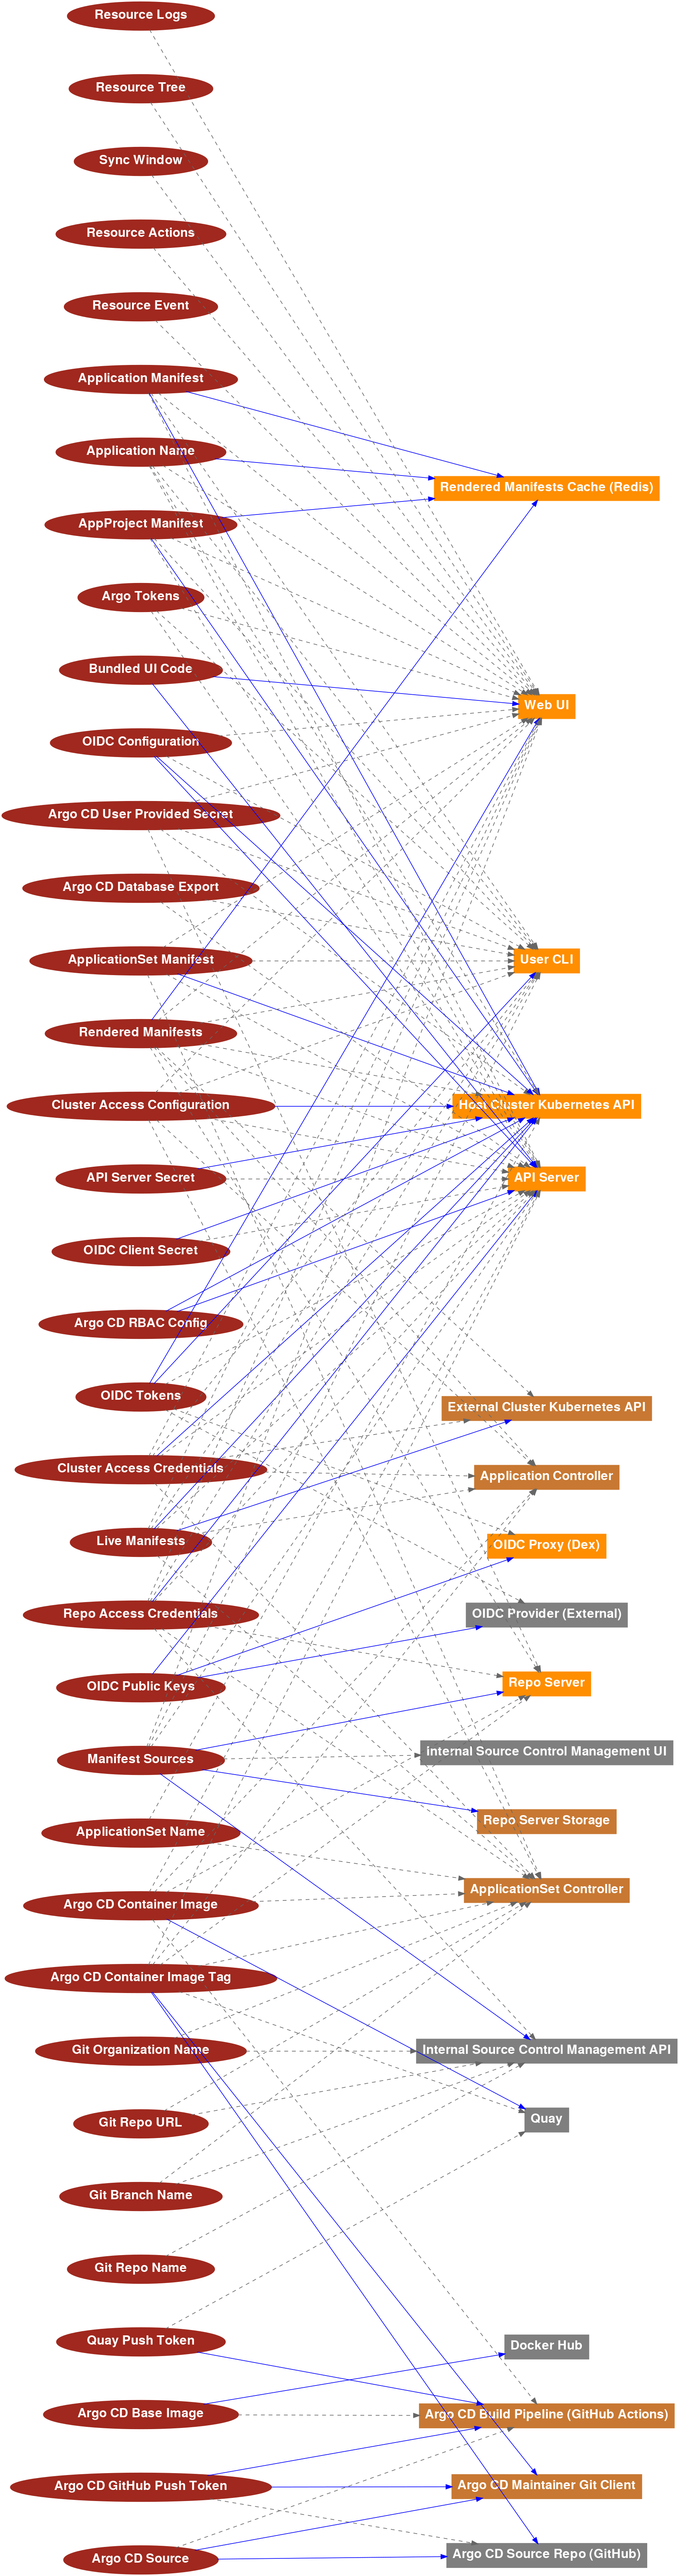 Resource Logs
Resource Tree
Sync Window
Resource Actions
Resource Event
Application Manifest
Application Name
Rendered Manifests Cache (Redis)
AppProject Manifest
Argo Tokens
Bundled UI Code
Web UI
OIDC Configuration
Argo CD User Provided Secret
Argo CD Database Export
ApplicationSet Manifest
User CLI
Rendered Manifests
Cluster Access Configuration
Host Cluster Kubernetes API
API Server Secret
API Server
OIDC Client Secret
Argo CD RBAC Config
OIDC Tokens
External Cluster Kubernetes API
Cluster Access Credentials
Application Controller
Live Manifests
OIDC Proxy (Dex)
Repo Access Credentials
OIDC Provider (External)
OIDC Public Keys
Repo Server
Manifest Sources
Internal Source Control Management UI
ApplicationSet Name
Repo Server Storage
Argo CD Container Image
ApplicationSet Controller
Argo CD Container Image Tag
Git Organization Name
Internal Source Control Management API
Git Repo URL
Quay
Git Branch Name
Git Repo Name
Quay Push Token
Docker Hub
Argo CD Base Image
Argo CD Build Pipeline (GitHub Actions)
Argo CD GitHub Push Token
Argo CD Maintainer Git Client
Argo CD Source
Argo CD Source Repo (GitHub)